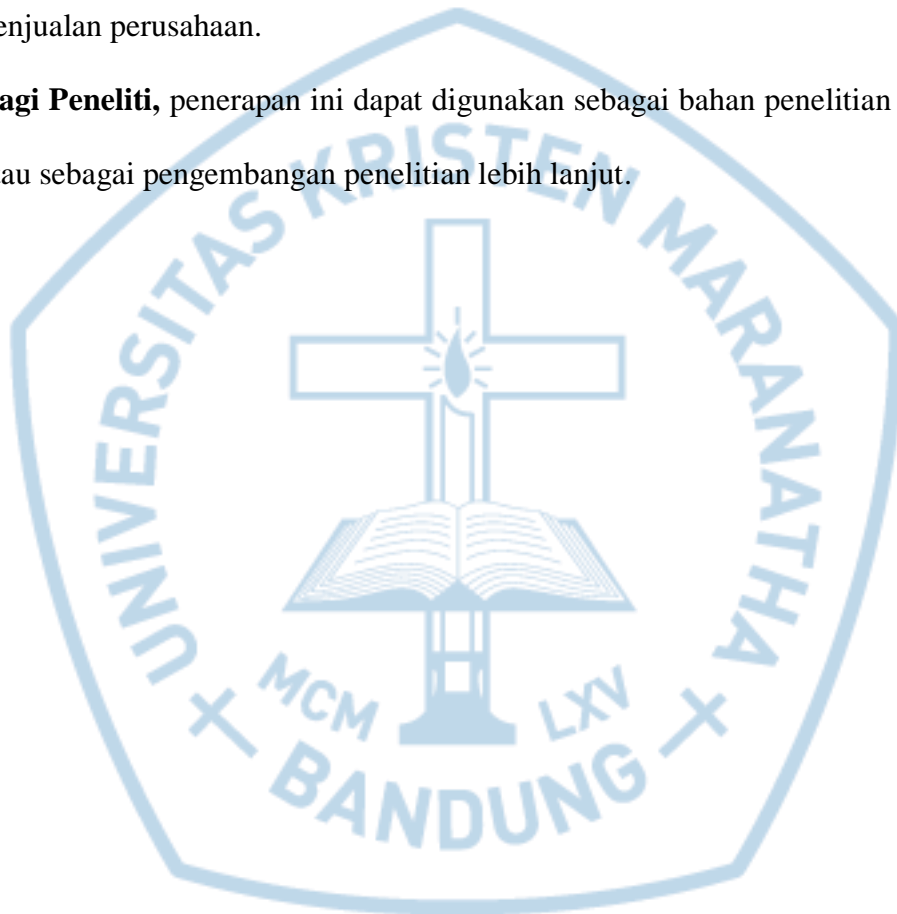 enjualan perusahaan.
agi Peneliti, penerapan ini dapat digunakan sebagai bahan penelitian
au sebagai pengembangan penelitian lebih lanjut.
UNIVERSITAS KRISTEN MARANATHA
MCM LXV
BANDUNG